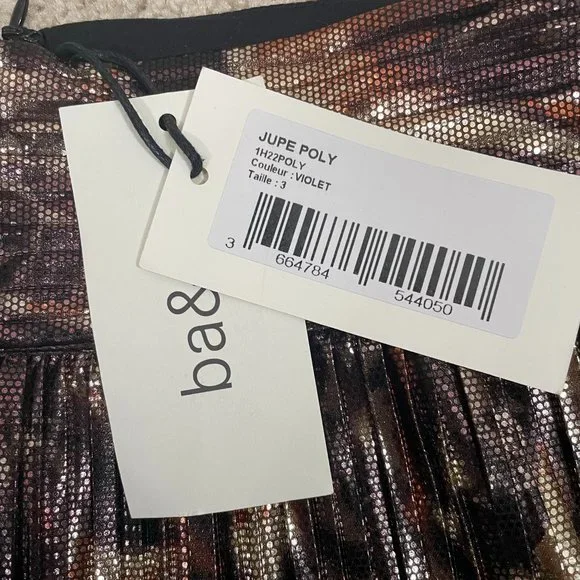 JUPE POLY
1H22POLY
Couleur : VIOLET
Taille : 3
3 664784 544050
ba&